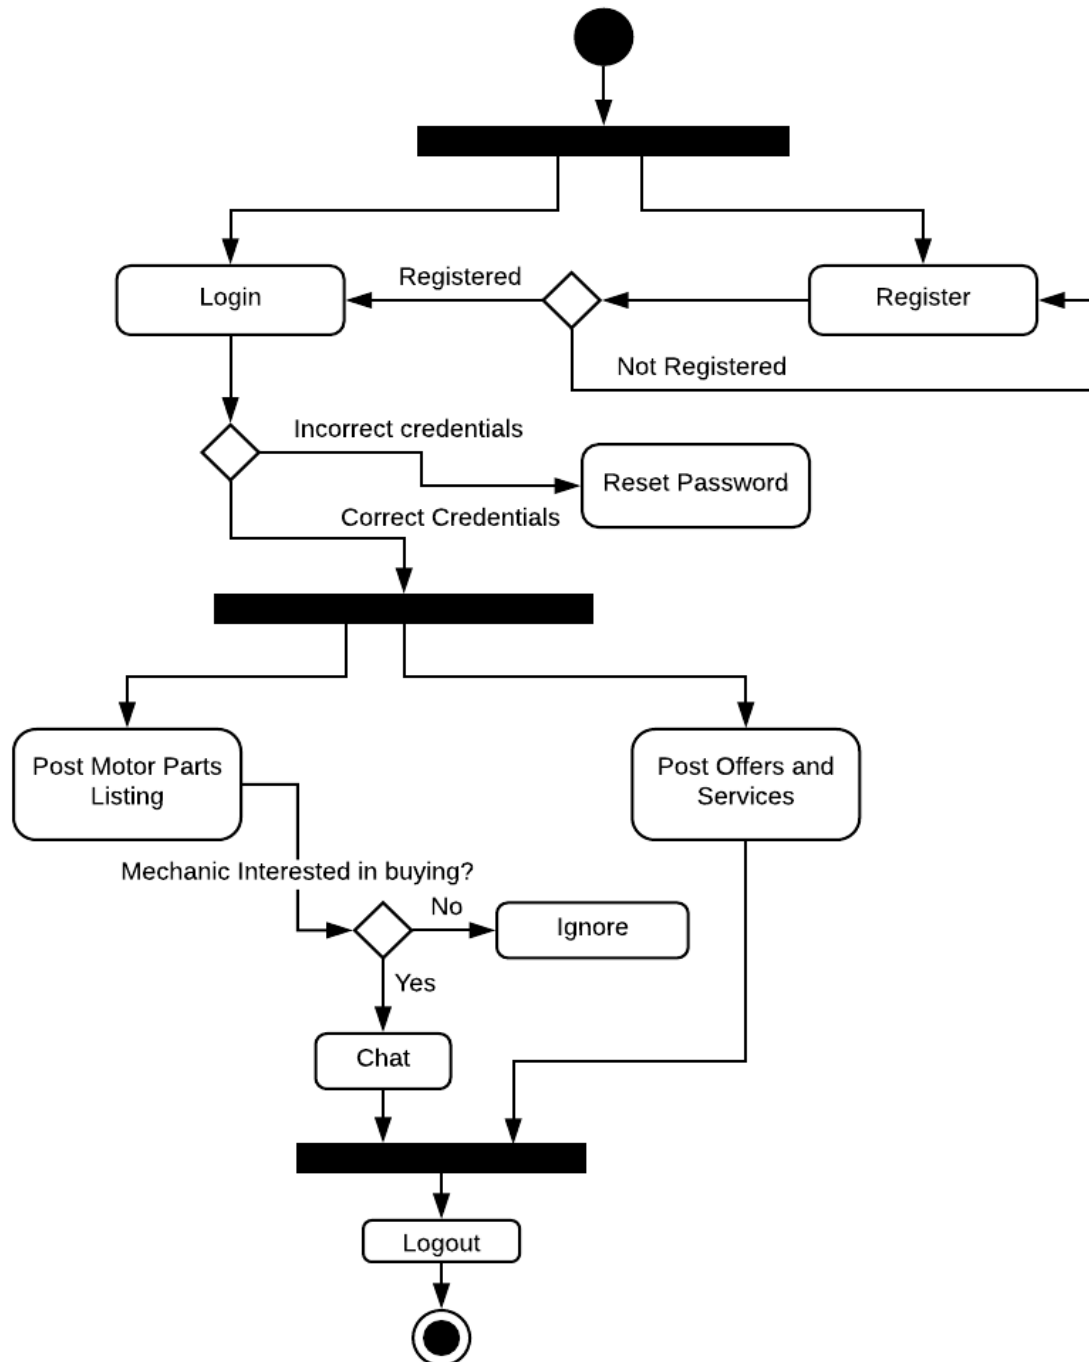 Login
Registered
Register
Not Registered
Incorrect credentials
Reset Password
Correct Credentials
Post Motor Parts
Listing
Post Offers and
Services
Mechanic Interested in buying?
No
Ignore
Yes
Chat
Logout